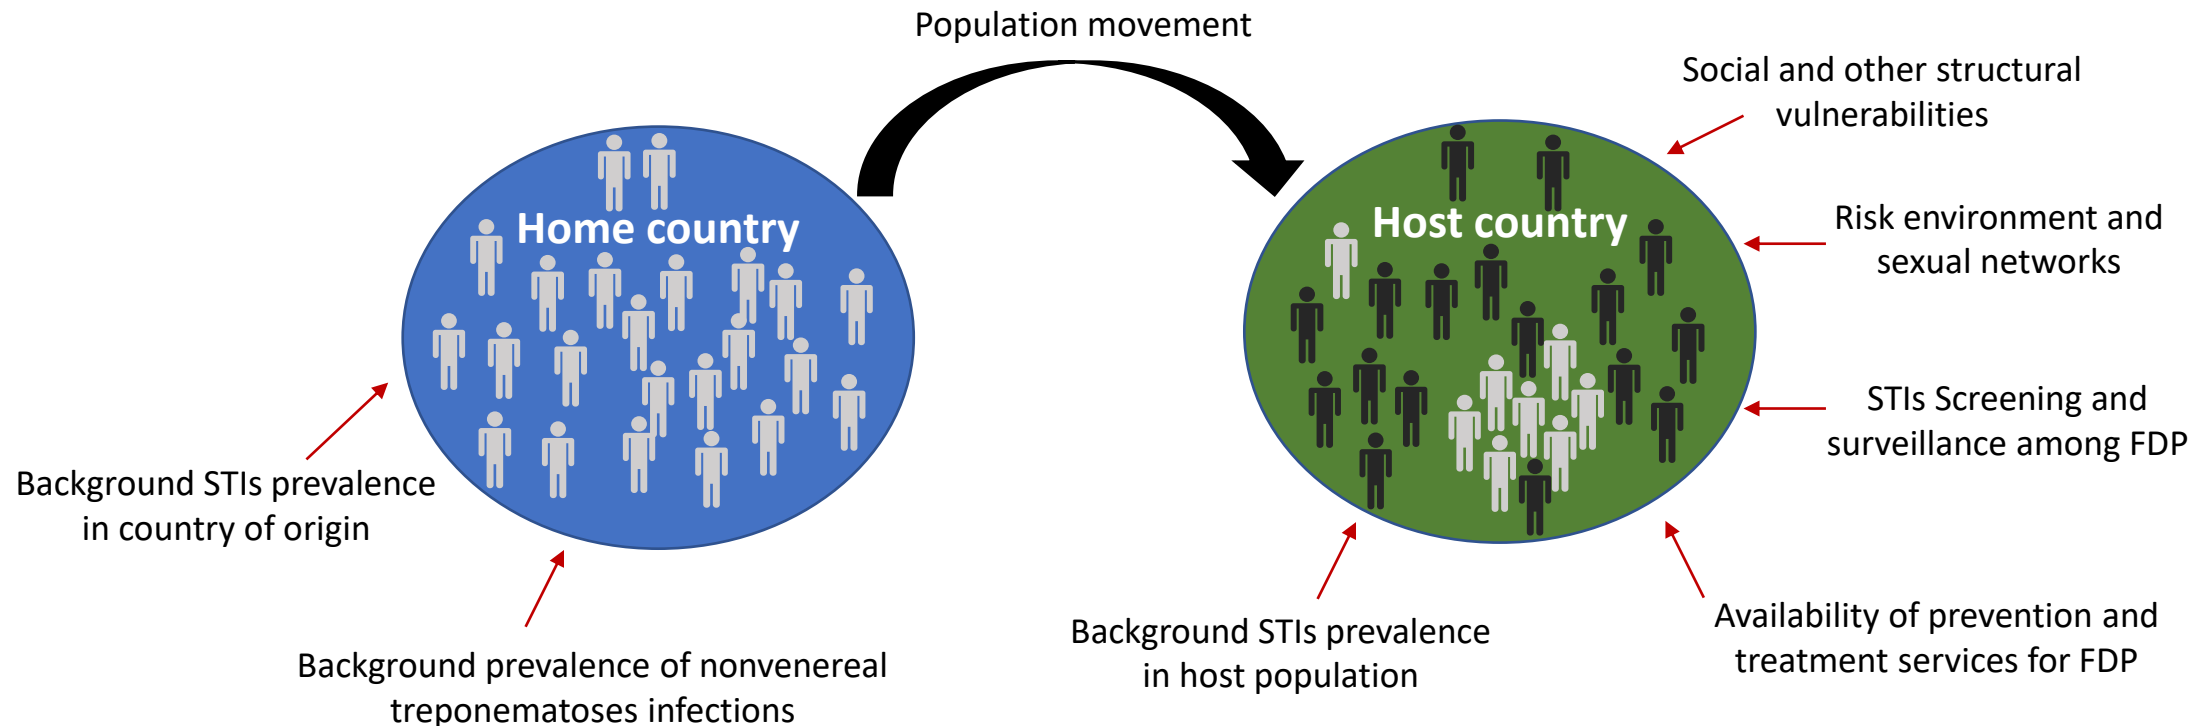 Population movement
Social and other structural
vulnerabilities
Home country
Host country
Risk environment and
sexual networks
STIs Screening and
surveillance among FDP
Background STIs prevalence
in country of origin
Background prevalence of nonvenereal
treponematoses infections
Background STIs prevalence
in host population
Availability of prevention and
treatment services for FDP